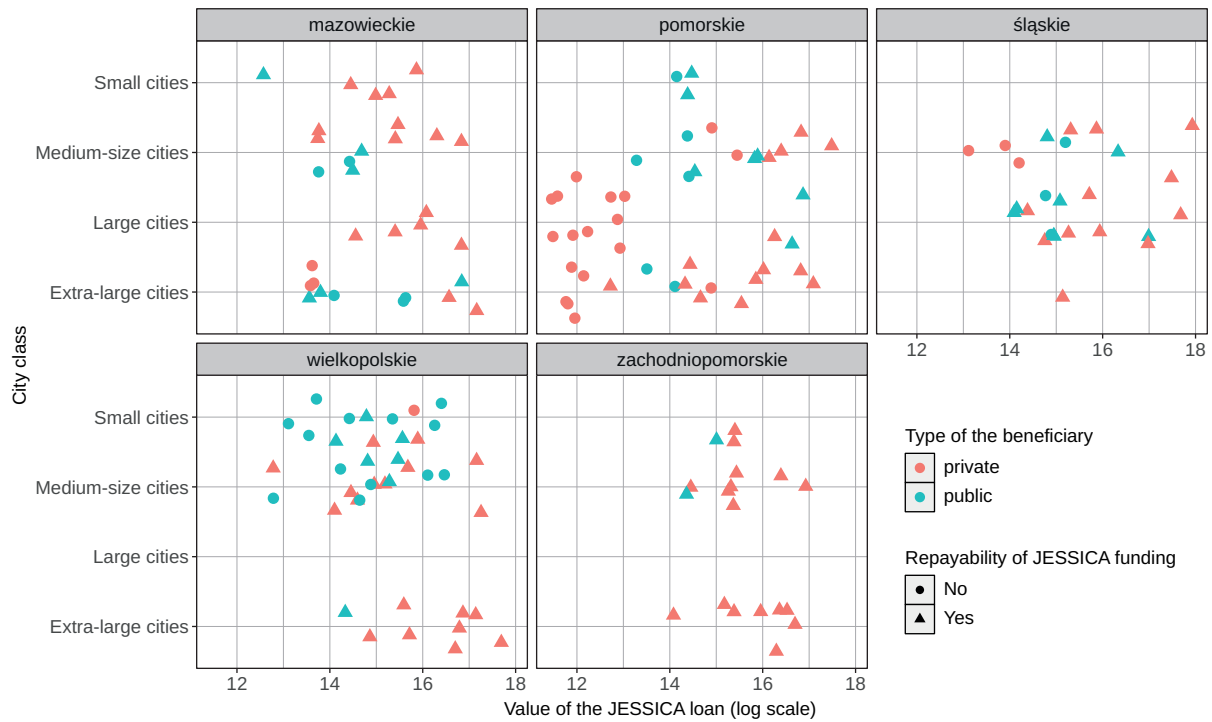 mazowieckie pomorskie śląskie
Small cities
Medium-size cities
Large cities
Extra-large cities
12 14 16 18
wielkopolskie zachodniopomorskie
Small cities
Medium-size cities
Large cities
Extra-large cities
12 14 16 18 12 14 16 18
City class
Value of the JESSICA loan (log scale)
Type of the beneficiary
private
public
Repayability of JESSICA funding
No
Yes